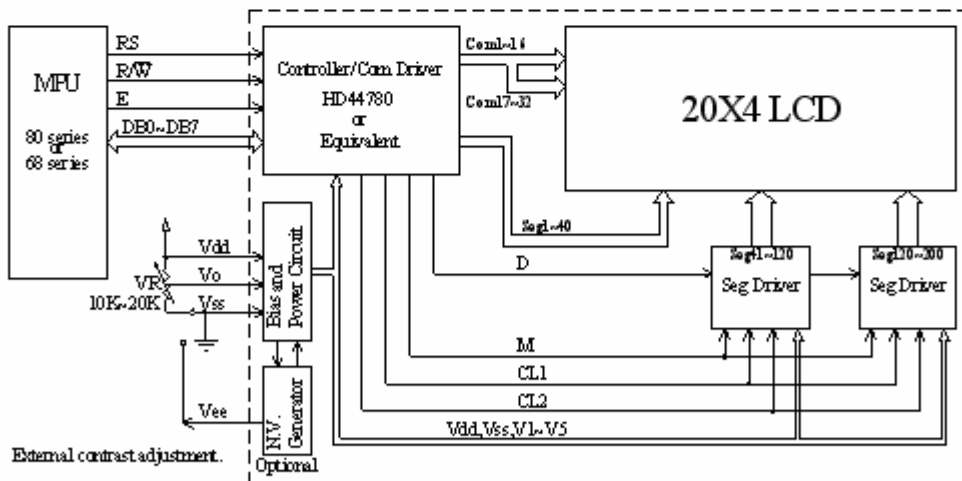 MPU
80 series
or
68 series
RS
R/W
E
DB0~DB7
Controller/Com Driver
HD44780
or
Equivalent
Com1~16
Com17~32
20X4 LCD
Seg1~40
D
Seg41~120
Seg Driver
Seg120~200
Seg Driver
Vdd
Vo
Vss
VR
10K~20K
Bias and
Power Circuit
M
CL1
CL2
Vdd,Vss,V1~V5
Vee
N.V.
Generator
Optional
External contrast adjustment.